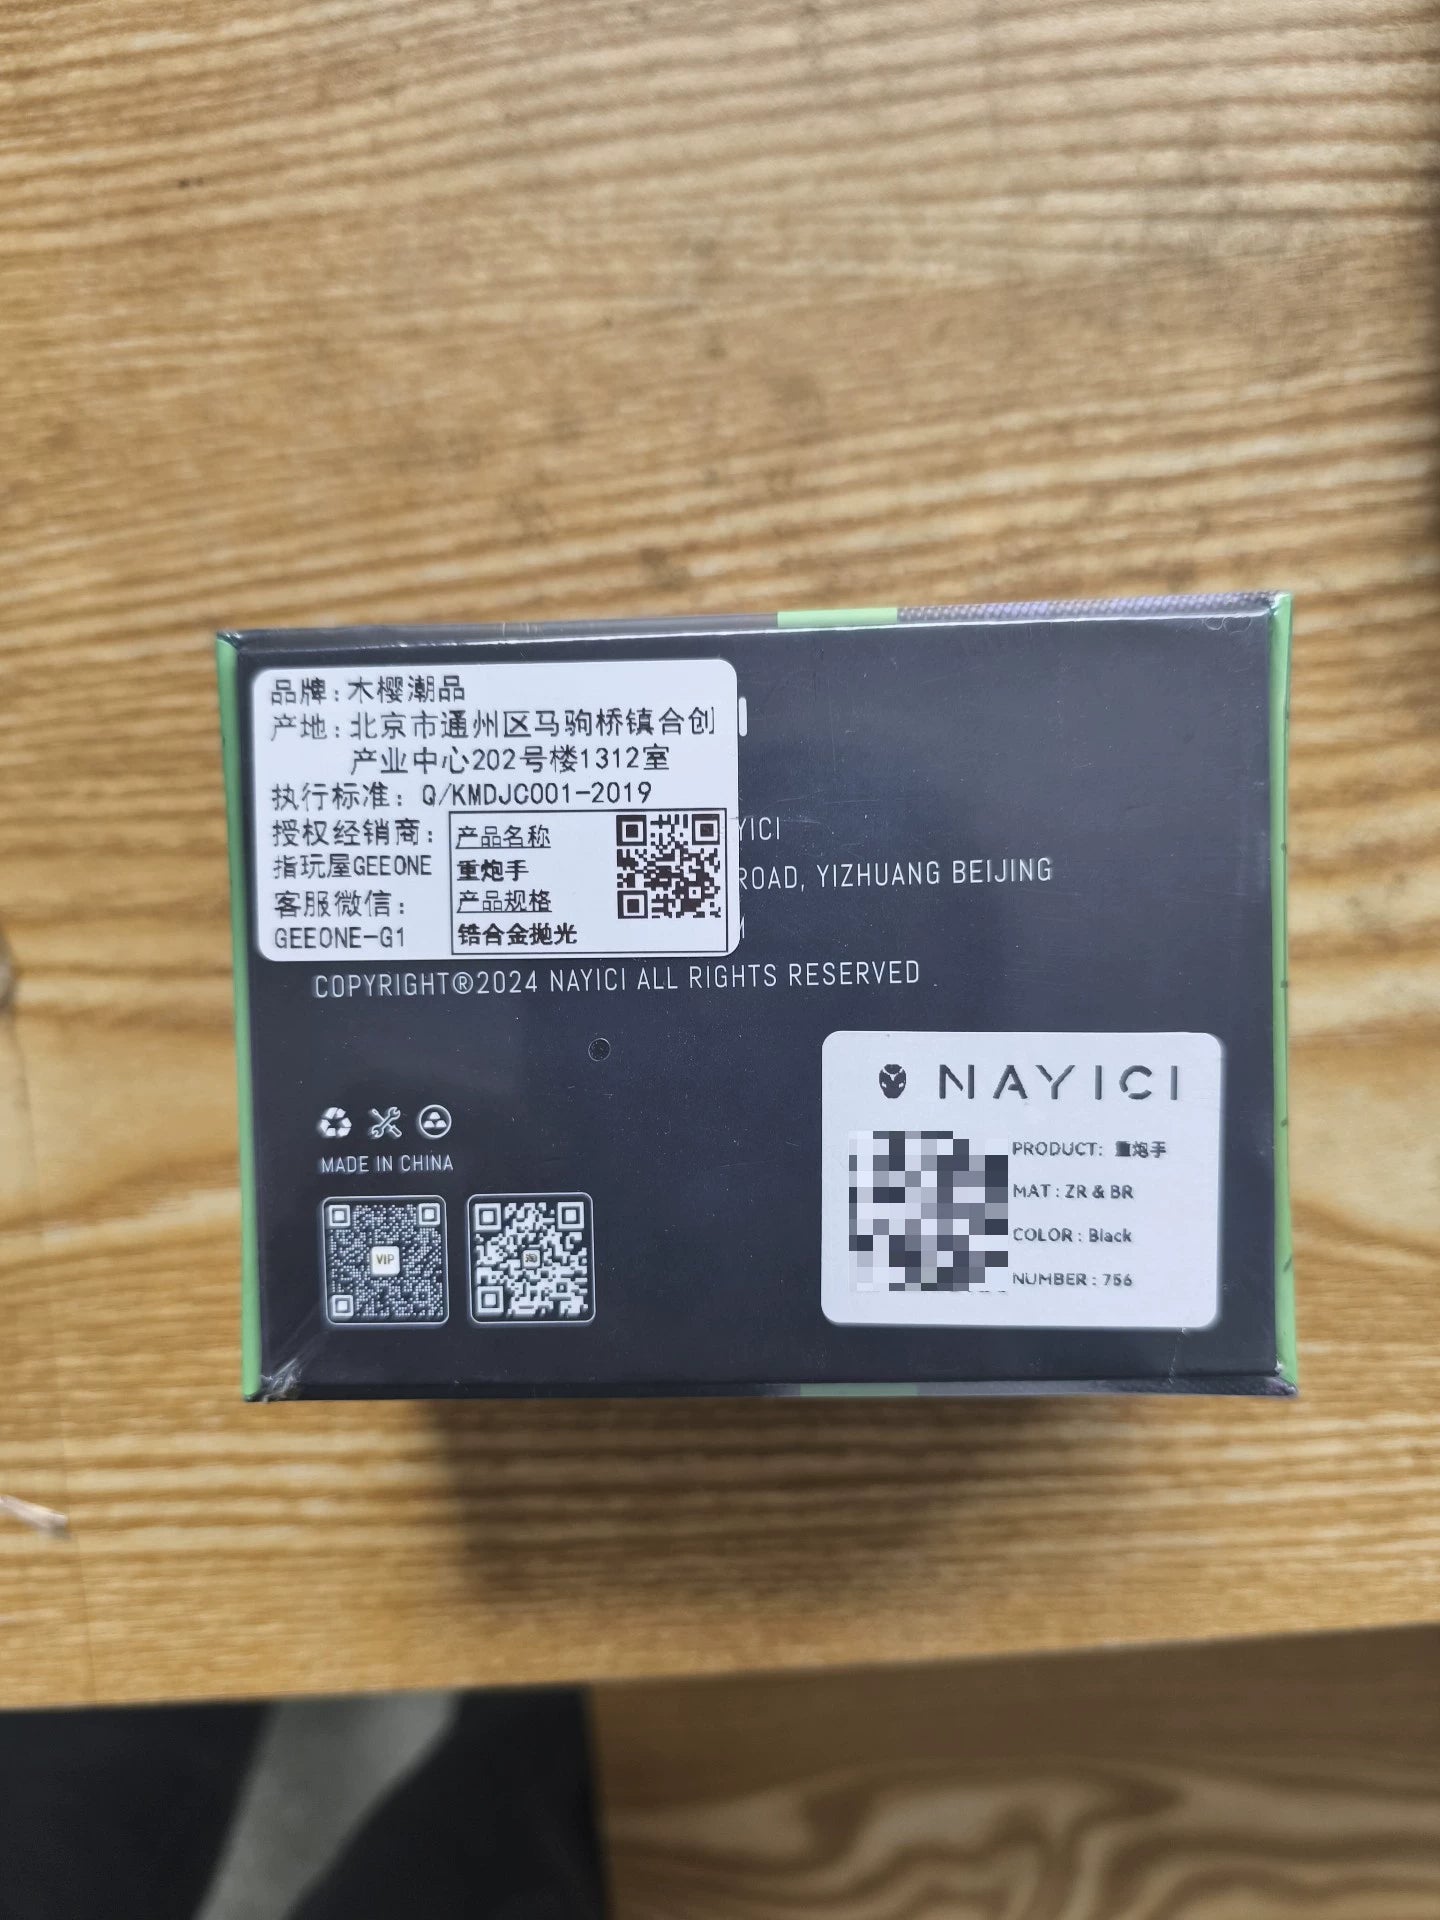 品牌:木樱潮品
产地:北京市通州区马驹桥镇合创
产业中心202号楼1312室
执行标准: Q/KMDJC001-2019
授权经销商:
指玩屋GEEONE
客服微信:
GEEONE-G1
产品名称
重炮手
产品规格
锆合金抛光
YICI
ROAD, YIZHUANG BEIJING
COPYRIGHT®2024 NAYICI ALL RIGHTS RESERVED
MADE IN CHINA
VIP
淘
NAYICI
PRODUCT: 重炮手
MAT : ZR & BR
COLOR : Black
NUMBER : 756